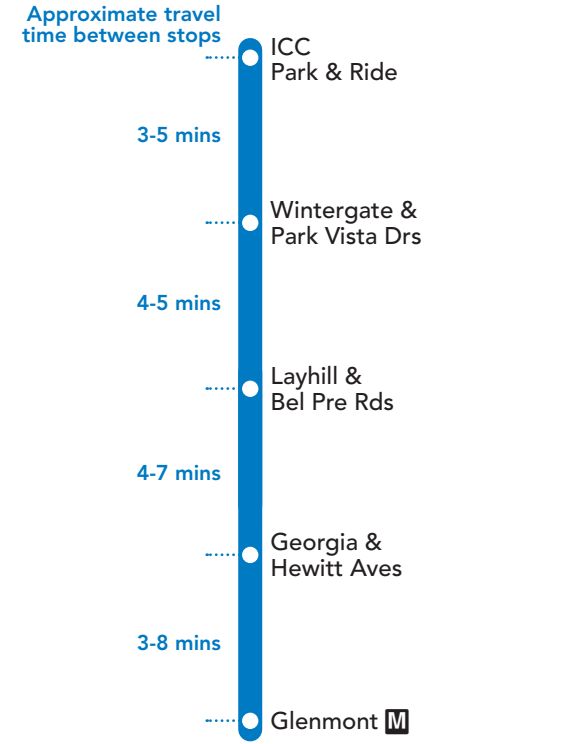 Approximate travel
time between stops
ICC
Park & Ride
3-5 mins
Wintergate &
Park Vista Drs
4-5 mins
Layhill &
Bel Pre Rds
4-7 mins
Georgia &
Hewitt Aves
3-8 mins
Glenmont M